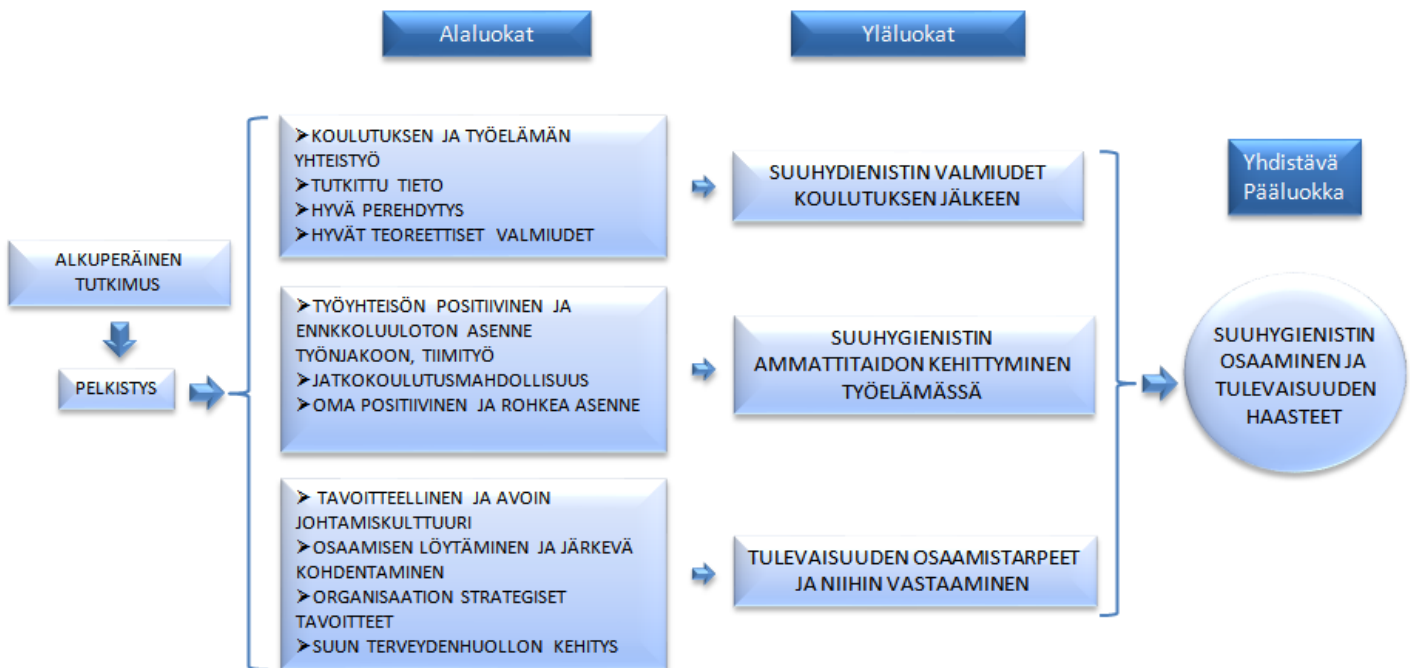 Alaluokat
Yläluokat
ALKUPERÄINEN
TUTKIMUS
PELKISTYS
➤KOULUTUKSEN JA TYÖELÄMÄN
YHTEISTYÖ
➤TUTKITTU TIETO
➤HYVÄ PEREHDYTYS
➤HYVÄT TEOREETTISET VALMIUDET
➤TYÖYHTEISÖN POSITIIVINEN JA
ENNKKOLUULOTON ASENNE
TYÖNJAKOON, TIIMITYÖ
➤JATKOKOULUTUSMAHDOLLISUUS
➤OMA POSITIIVINEN JA ROHKEA ASENNE
➤ TAVOITTEELLINEN JA AVOIN
JOHTAMISKULTTUURI
➤OSAAMISEN LÖYTÄMINEN JA JÄRKEVÄ
KOHDENTAMINEN
➤ORGANISAATION STRATEGISET
TAVOITTEET
➤SUUN TERVEYDENHUOLLON KEHITYS
SUUHYDIENISTIN VALMIUDET
KOULUTUKSEN JÄLKEEN
SUUHYGIENISTIN
AMMATTITAIDON KEHITTYMINEN
TYÖELÄMÄSSÄ
TULEVAISUUDEN OSAAMISTARPEET
JA NIIHIN VASTAAMINEN
Yhdistävä
Pääluokka
SUUHYGIENISTIN
OSAAMINEN JA
TULEVAISUUDEN
HAASTEET